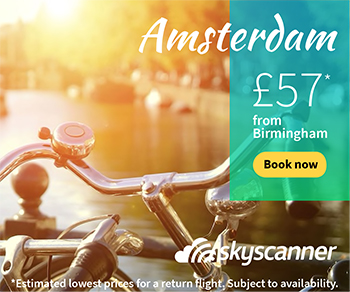 Amsterdam
£57*
from
Birmingham
Book now
skyscanner
*Estimated lowest prices for a return flight. Subject to availability.